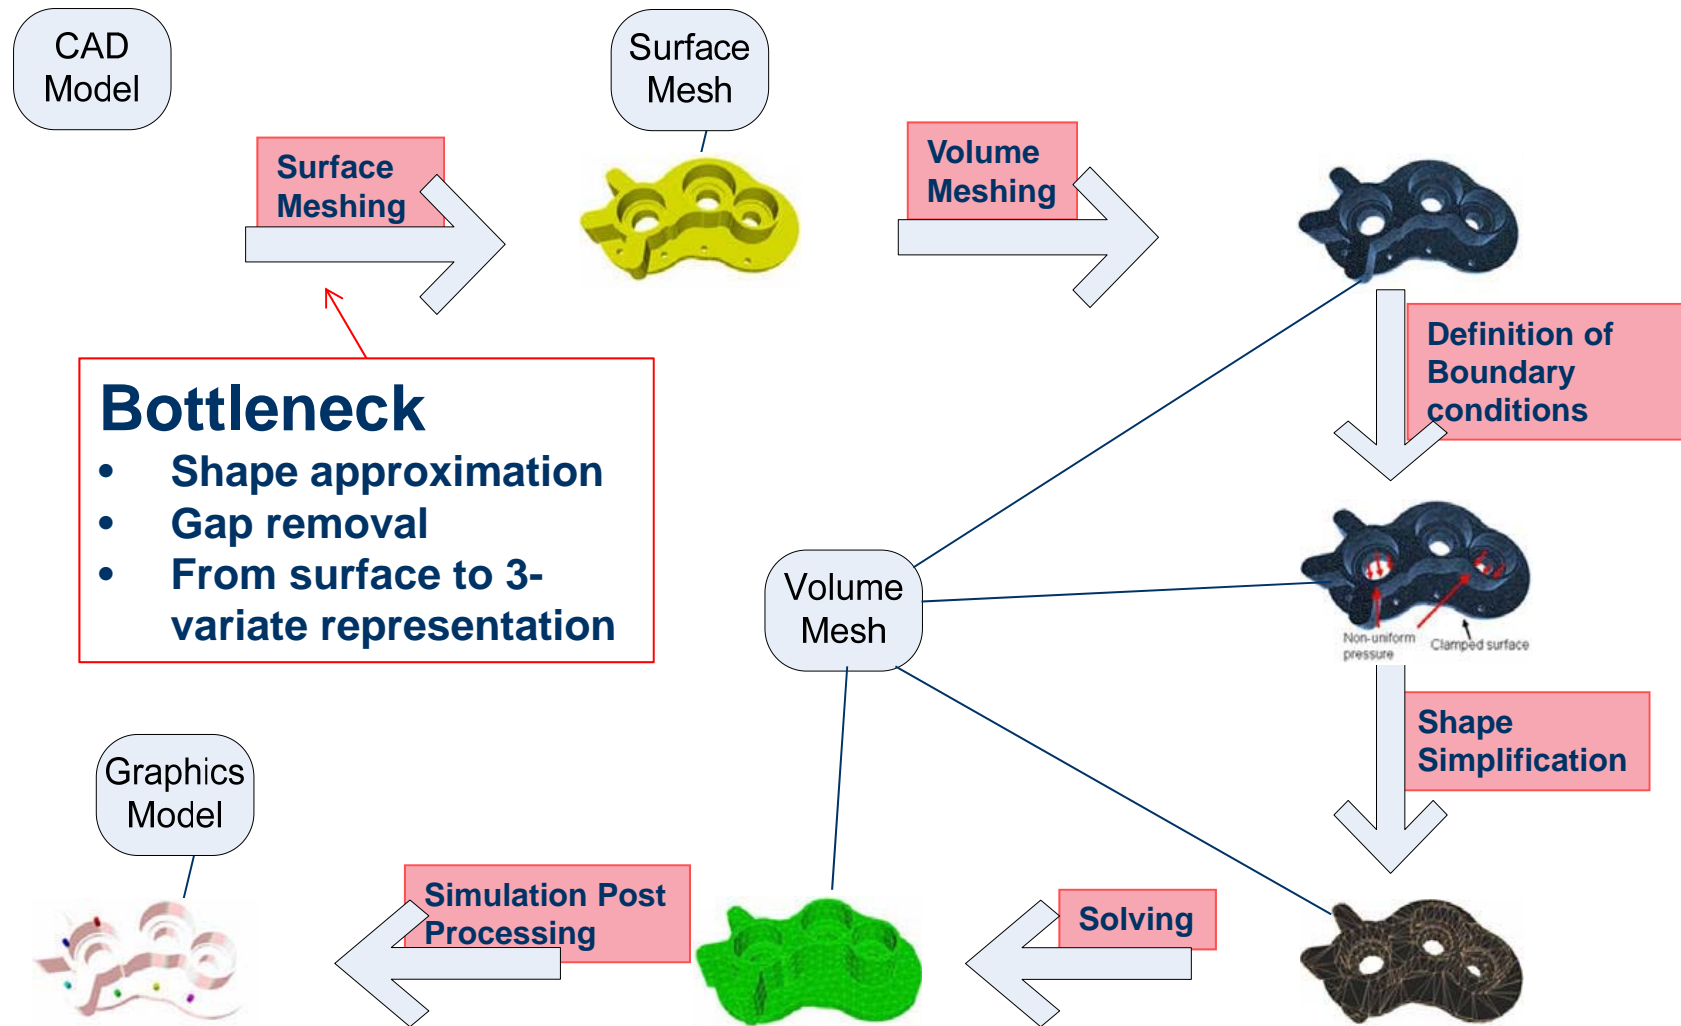 CAD
Model
Surface
Mesh
Surface
Meshing
Volume
Meshing
Definition of
Boundary
conditions
Bottleneck
• Shape approximation
• Gap removal
• From surface to 3-
variate representation
Non-uniform
pressure
Clamped surface
Volume
Mesh
Shape
Simplification
Graphics
Model
Simulation Post
Processing
Solving